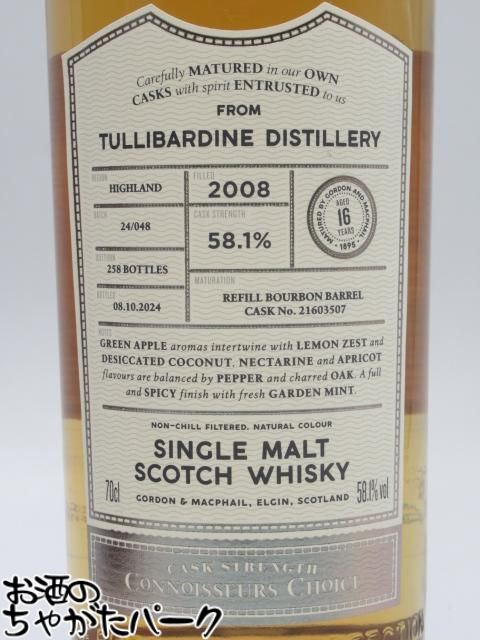 Carefully MATURED in our OWN
CASKS with spirit ENTRUSTED to us
FROM
TULLIBARDINE DISTILLERY
REGION
HIGHLAND
BATCH
24/048
OUTTURN
258 BOTTLES
BOTTLED
08.10.2024
FILLED
2008
CASK STRENGTH
58.1%
MATURED BY GORDON AND MACPHAIL
AGED
16
YEARS
· 1895 ·
MATURATION
REFILL BOURBON BARREL
CASK No. 21603507
NOTES
GREEN APPLE aromas intertwine with LEMON ZEST and
DESICCATED COCONUT. NECTARINE and APRICOT
flavours are balanced by PEPPER and charred OAK. A full
and SPICY finish with fresh GARDEN MINT.
NON-CHILL FILTERED. NATURAL COLOUR
SINGLE MALT
SCOTCH WHISKY
70cl
58.1% vol
GORDON & MACPHAIL, ELGIN, SCOTLAND
CASK STRENGTH
CONNOISSEURS CHOICE
お酒の
ちゃがたパーク